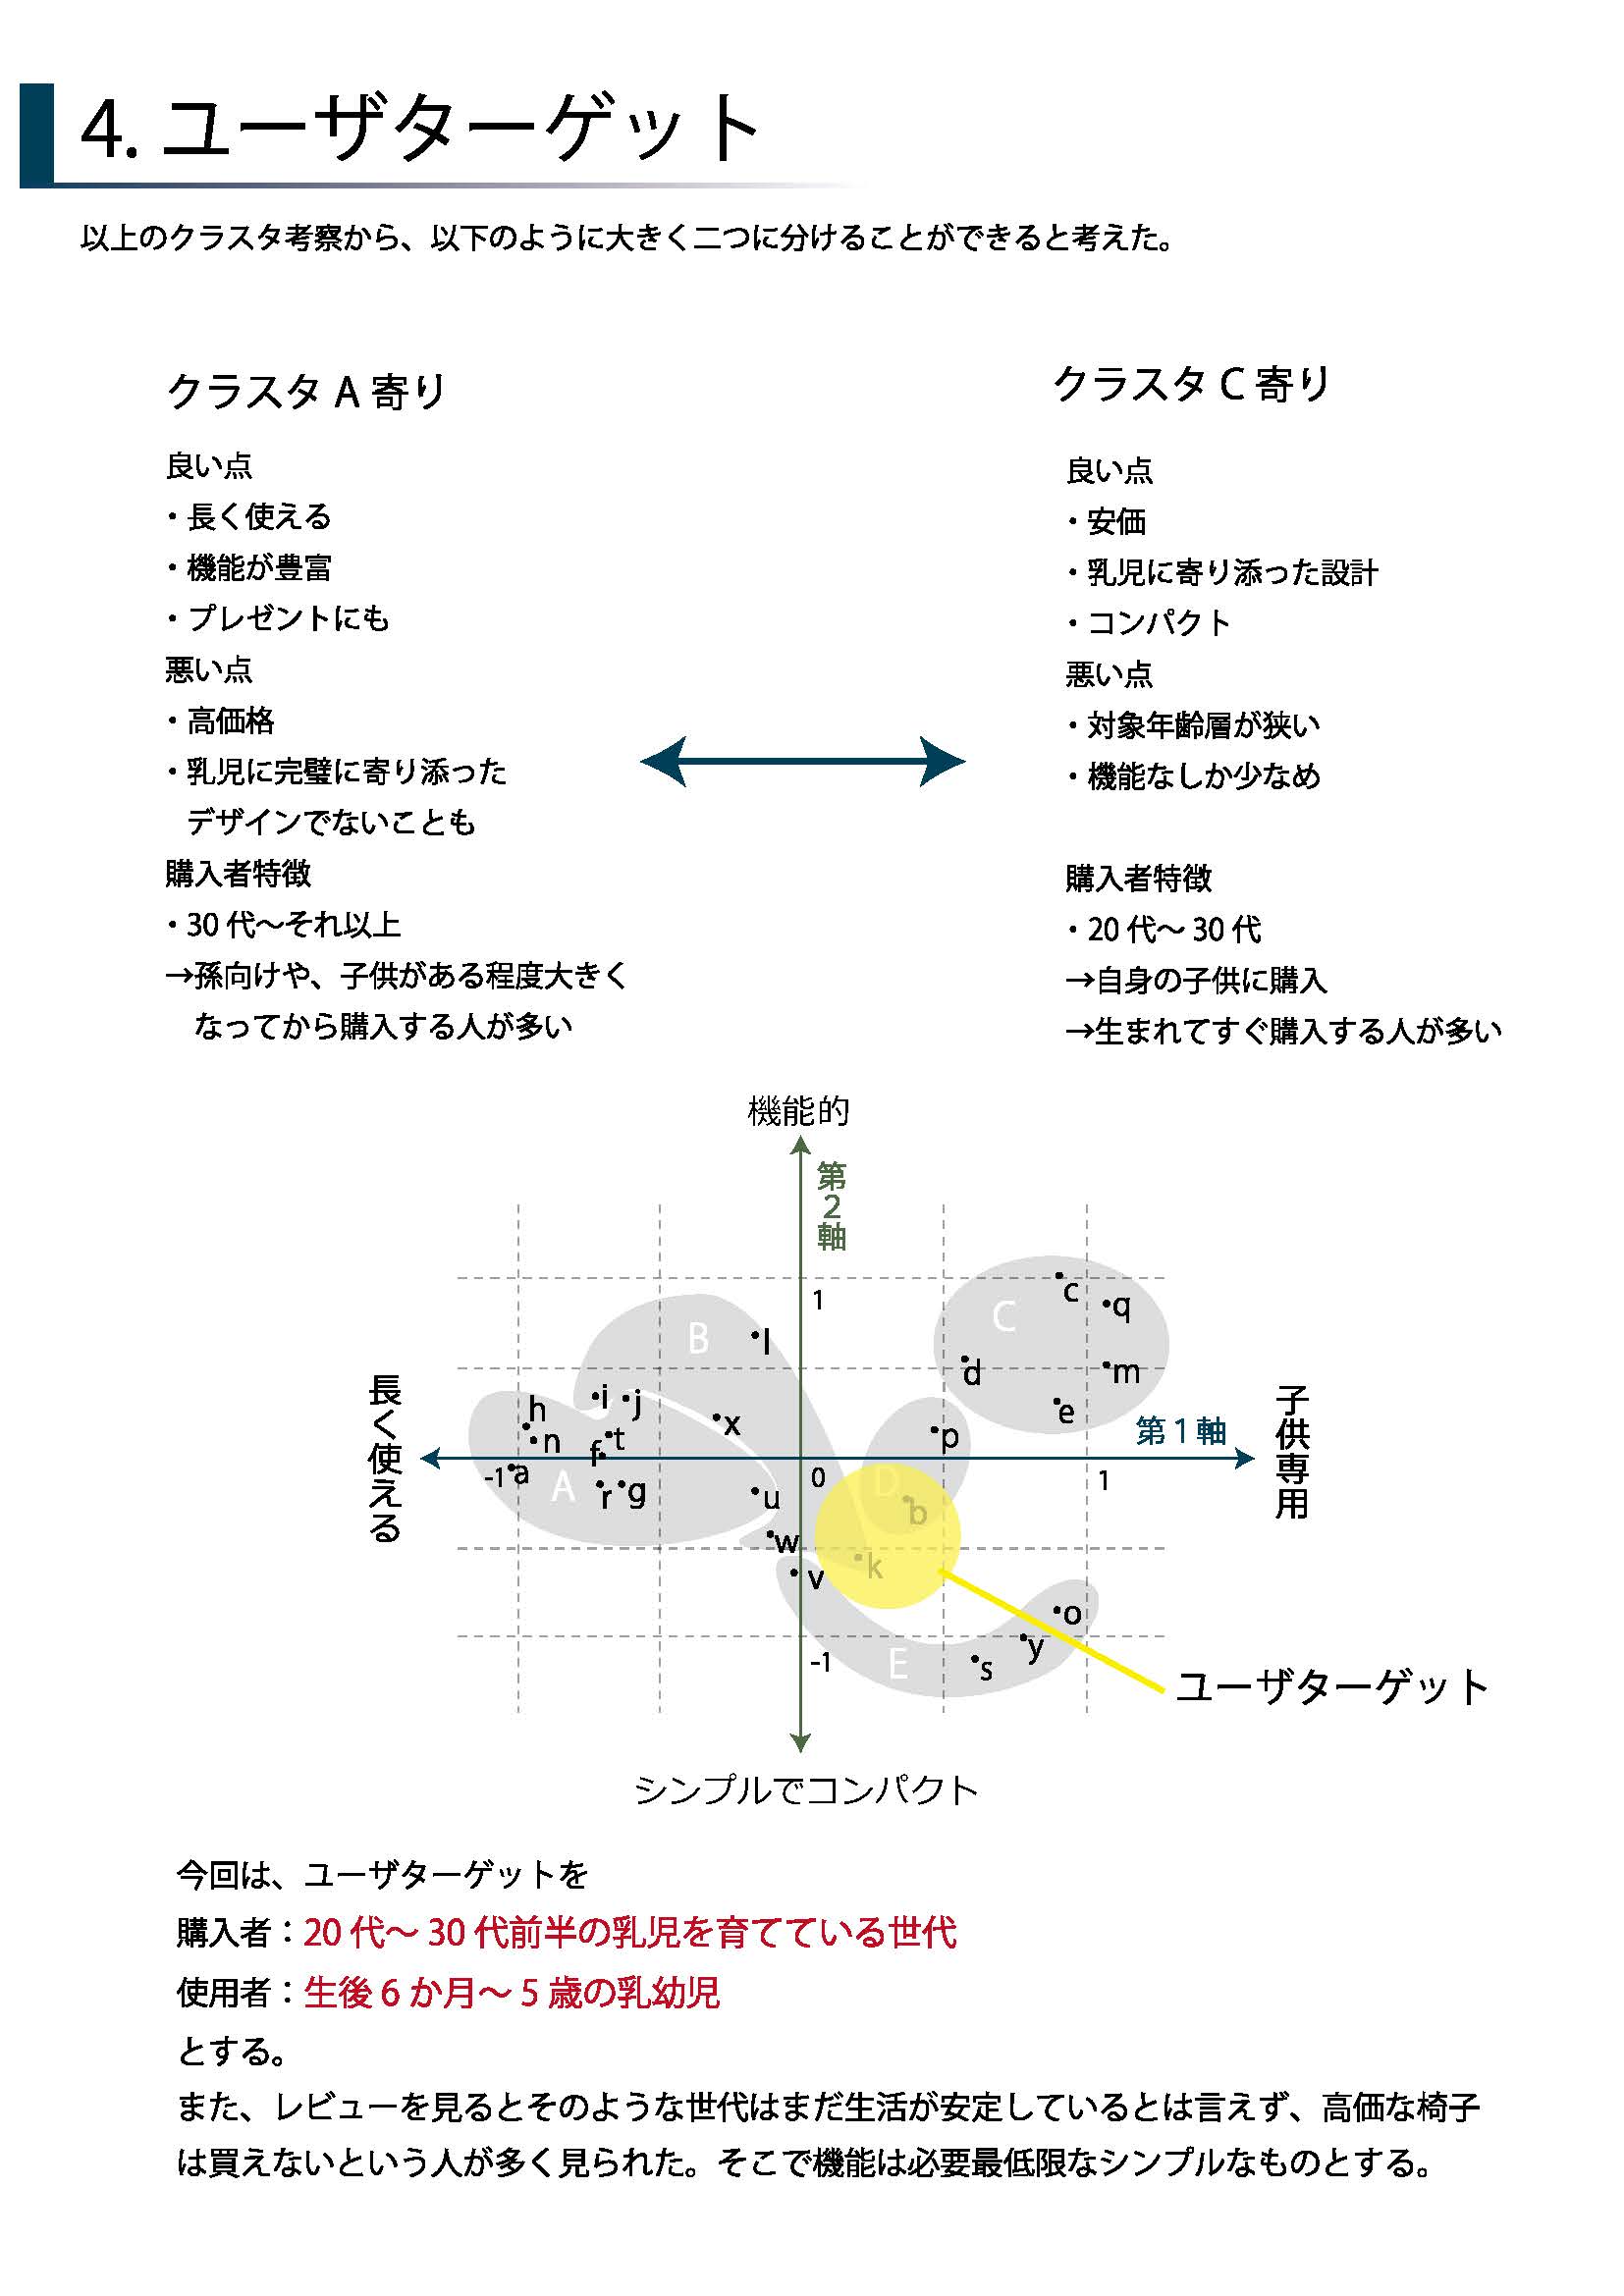 4. ユーザターゲット
以上のクラスタ考察から、以下のように大きく二つに分けることができると考えた。
クラスタ A 寄り
良い点
・長く使える
・機能が豊富
・プレゼントにも
悪い点
・高価格
・乳児に完璧に寄り添った
デザインでないことも
購入者特徴
・30 代～それ以上
→孫向けや、子供がある程度大きく
なってから購入する人が多い
クラスタ C 寄り
良い点
・安価
・乳児に寄り添った設計
・コンパクト
悪い点
・対象年齢層が狭い
・機能なしか少なめ
購入者特徴
・20 代～ 30 代
→自身の子供に購入
→生まれてすぐ購入する人が多い
機能的
第2軸
1
c
C
q
B
l
d
m
長く使える
i
j
h
e
子供専用
x
第1軸
t
n
f
p
-1
a
A
r
g
u
0
D
b
1
w
k
v
o
y
-1
E
s
ユーザターゲット
シンプルでコンパクト
今回は、ユーザターゲットを
購入者：20 代～ 30 代前半の乳児を育てている世代
使用者：生後 6 か月～ 5 歳の乳幼児
とする。
また、レビューを見るとそのような世代はまだ生活が安定しているとは言えず、高価な椅子
は買えないという人が多く見られた。そこで機能は必要最低限なシンプルなものとする。